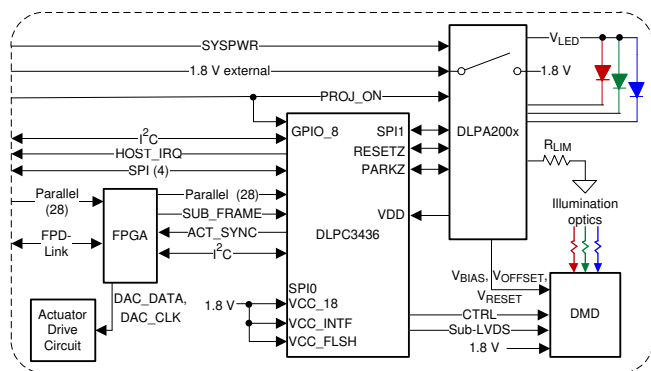 SYSPWR
1.8 V external
PROJ_ON
I²C
HOST_IRQ
SPI (4)
Parallel
(28)
FPD-
Link
FPGA
Parallel (28)
SUB_FRAME
ACT_SYNC
I²C
DAC_DATA,
DAC_CLK
Actuator
Drive
Circuit
GPIO_8
SPI1
RESETZ
PARKZ
VDD
DLPC3436
SPI0
1.8 V
VCC_18
VCC_INTF
VCC_FLSH
DLPA200x
VLED
1.8 V
RLIM
Illumination
optics
VBIAS, VOFFSET,
VRESET
CTRL
Sub-LVDS
1.8 V
DMD